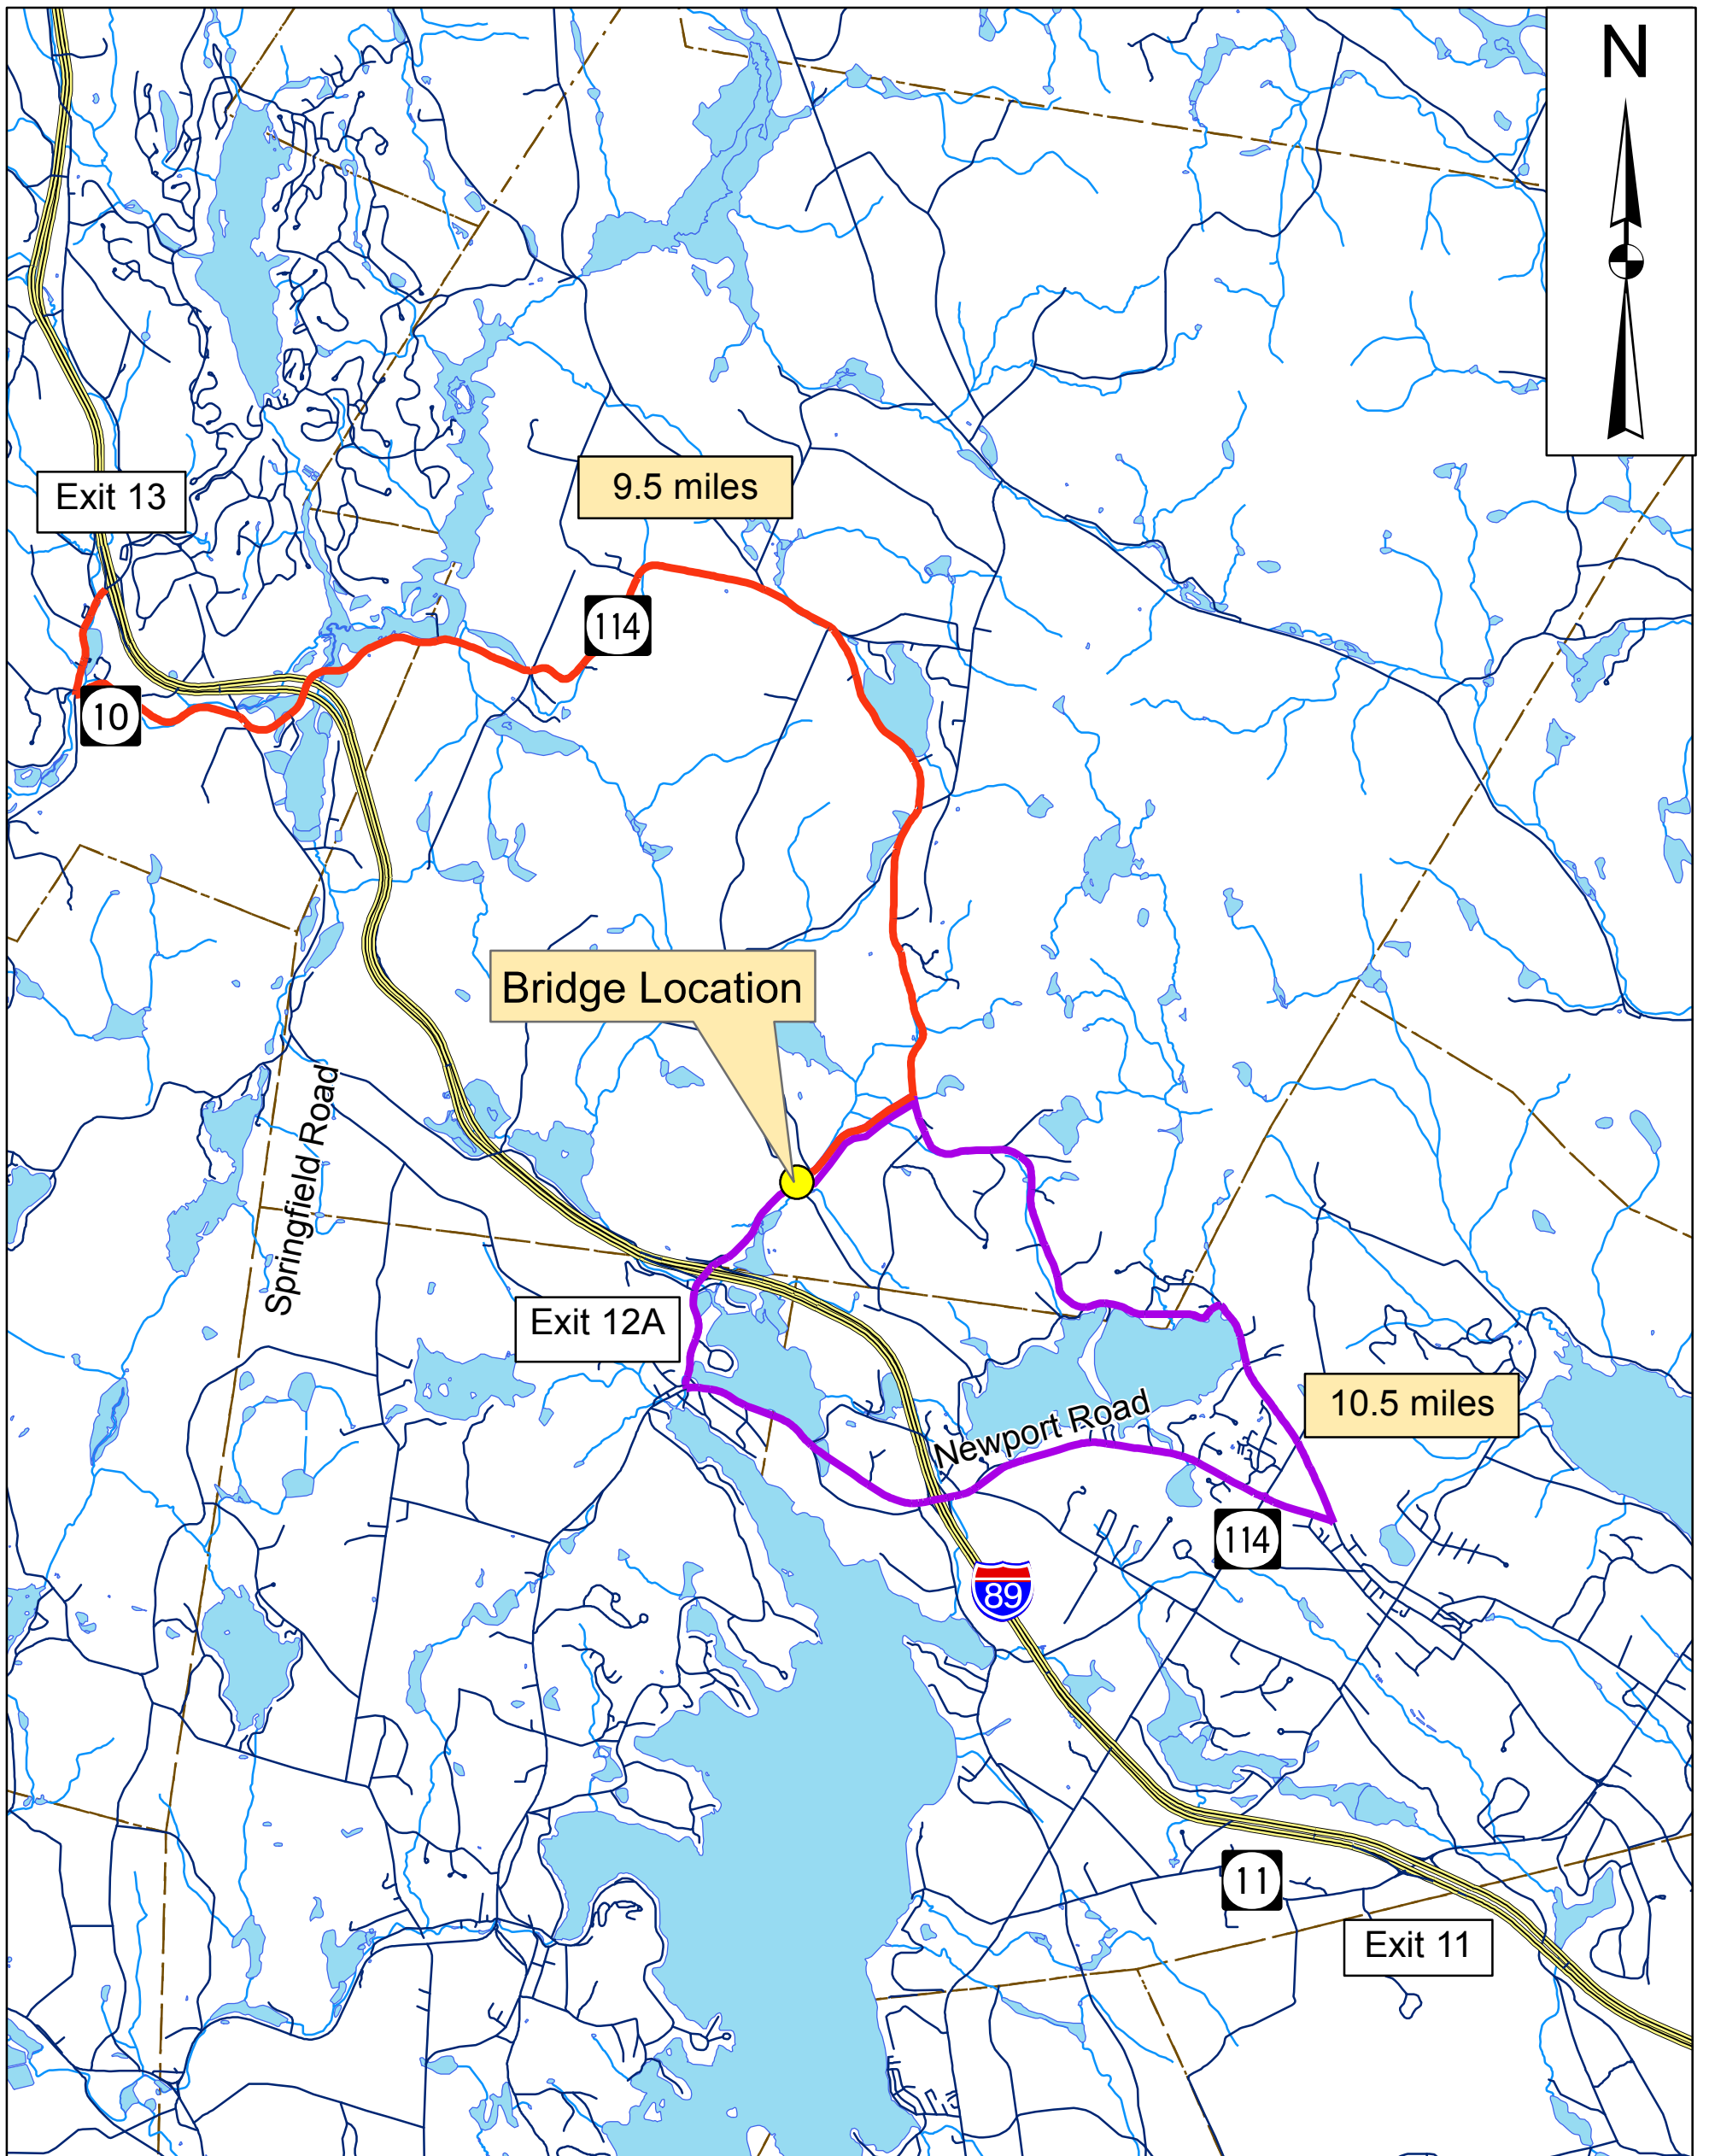 N
Exit 13
9.5 miles
114
10
Bridge Location
Springfield Road
Exit 12A
10.5 miles
Newport Road
114
89
11
Exit 11